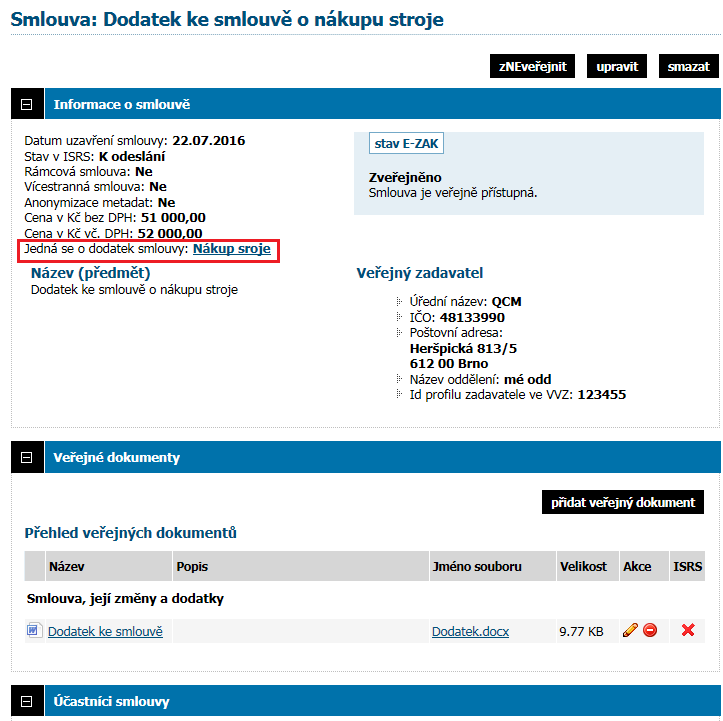 Smlouva: Dodatek ke smlouvě o nákupu stroje
zNEveřejnit upravit smazat
Informace o smlouvě
Datum uzavření smlouvy: 22.07.2016
Stav v ISRS: K odeslání
Rámcová smlouva: Ne
Vícestranná smlouva: Ne
Anonymizace metadat: Ne
Cena v Kč bez DPH: 51 000,00
Cena v Kč vč. DPH: 52 000,00
Jedná se o dodatek smlouvy: Nákup sroje
stav E-ZAK
Zveřejněno
Smlouva je veřejně přístupná.
Název (předmět)
Dodatek ke smlouvě o nákupu stroje
Veřejný zadavatel
Úřední název: QCM
IČO: 48133990
Poštovní adresa:
Heršpická 813/5
612 00 Brno
Název oddělení: mé odd
Id profilu zadavatele ve VVZ: 123455
Veřejné dokumenty
přidat veřejný dokument
Přehled veřejných dokumentů
Název Popis Jméno souboru Velikost Akce ISRS
Smlouva, její změny a dodatky
Dodatek ke smlouvě Dodatek.docx 9.77 KB
Účastníci smlouvy